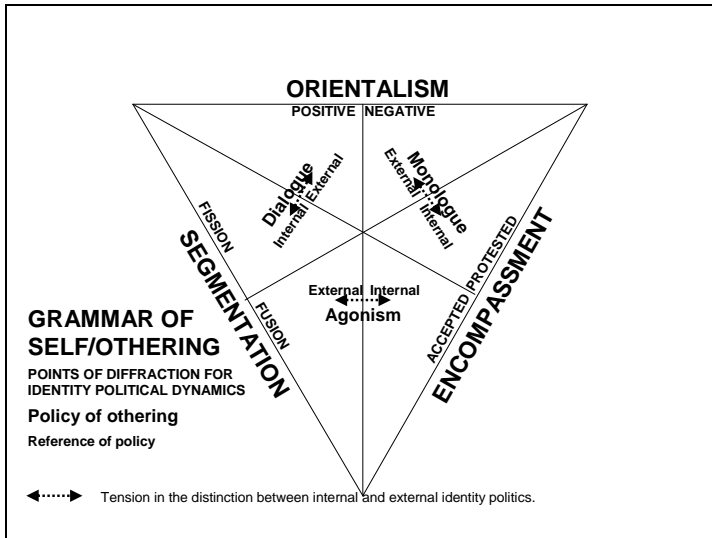 ORIENTALISM
POSITIVE NEGATIVE
Dialogue
Internal External
Monologue
External Internal
FISSION
SEGMENTATION
FUSION
PROTESTED
ACCEPTED
ENCOMPASSMENT
External Internal
Agonism
GRAMMAR OF
SELF/OTHERING
POINTS OF DIFFRACTION FOR
IDENTITY POLITICAL DYNAMICS
Policy of othering
Reference of policy
Tension in the distinction between internal and external identity politics.